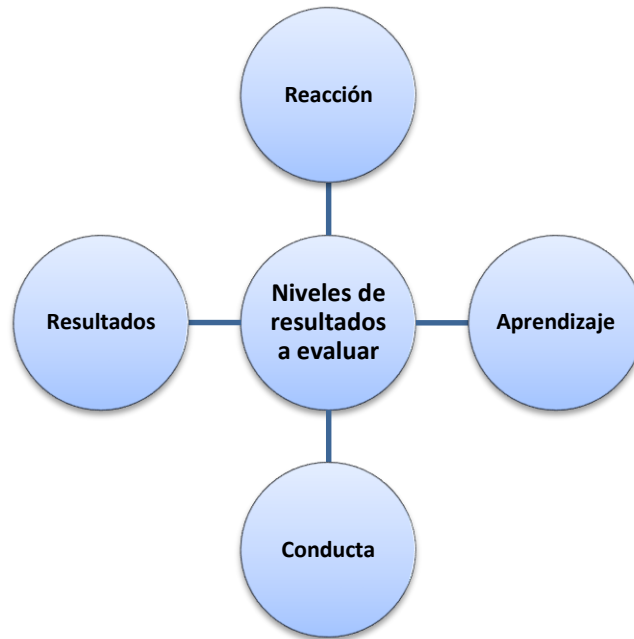 Reacción
Resultados
Niveles de
resultados
a evaluar
Aprendizaje
Conducta